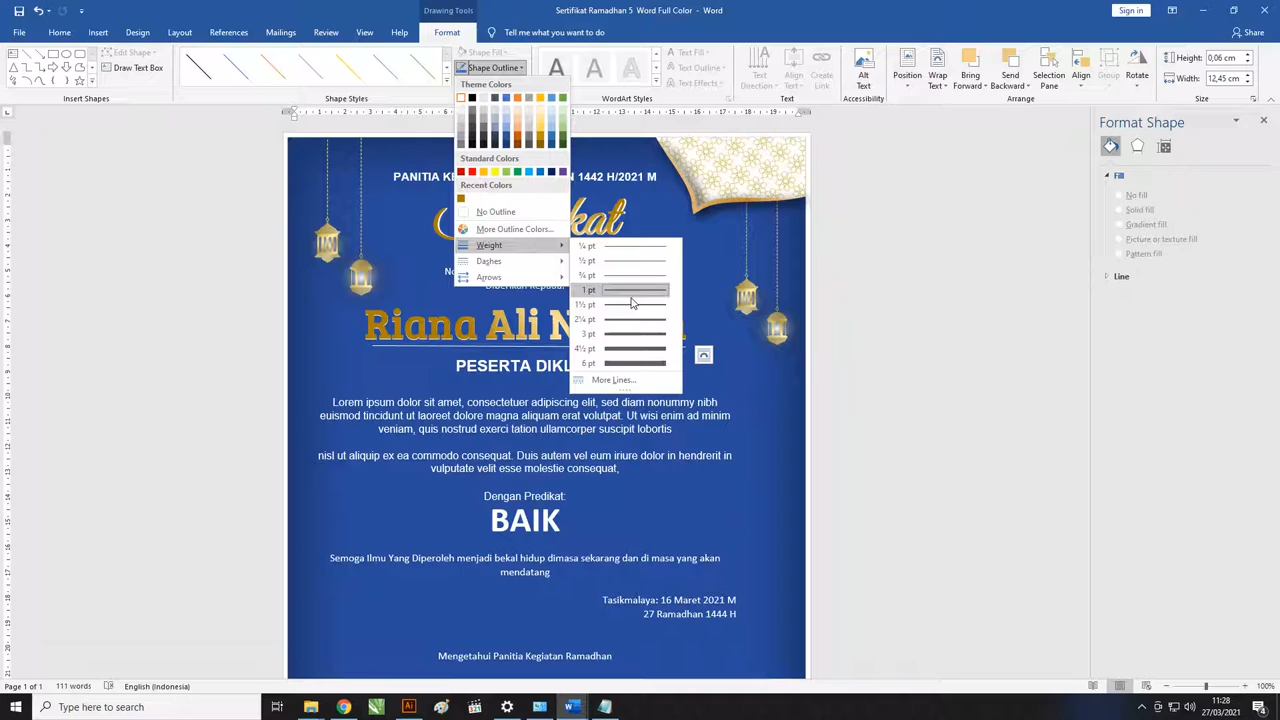 Drawing Tools
Sertifikat Ramadhan 5 Word Full Color - Word
Sign in
File Home Insert Design Layout References Mailings Review View Help Format Tell me what you want to do Share
Edit Shape
Draw Text Box
Shape Fill
Shape Outline
Text Fill
Text Outline
Text Effects
Text Direction
Align Text
Create Link
Alt Text
Position
Wrap Text
Bring Forward
Send Backward
Selection Pane
Align
Rotate
Height: 0,06 cm
Width: 12,45 cm
Insert Shapes Shape Styles WordArt Styles Text Accessibility Arrange Size
Theme Colors
Standard Colors
Recent Colors
No Outline
More Outline Colors...
Weight
Dashes
Arrows
¼ pt
½ pt
¾ pt
1 pt
1½ pt
2¼ pt
3 pt
4½ pt
6 pt
More Lines...
Format Shape
Fill
No fill
Solid fill
Gradient fill
Picture or texture fill
Pattern fill
Line
PANITIA 1442 H/2021 M
Diberikan Kepada:
Riana Ali
PESERTA
Lorem ipsum dolor sit amet, consectetuer adipiscing elit, sed diam nonummy nibh
euismod tincidunt ut laoreet dolore magna aliquam erat volutpat. Ut wisi enim ad minim
veniam, quis nostrud exerci tation ullamcorper suscipit lobortis
nisl ut aliquip ex ea commodo consequat. Duis autem vel eum iriure dolor in hendrerit in
vulputate velit esse molestie consequat,
Dengan Predikat:
BAIK
Semoga Ilmu Yang Diperoleh menjadi bekal hidup dimasa sekarang dan di masa yang akan
mendatang
Tasikmalaya: 16 Maret 2021 M
27 Ramadhan 1444 H
Mengetahui Panitia Kegiatan Ramadhan
Page 1 of 1 111 words English (Indonesia) 100%
Type here to search
11:28
27/03/2021